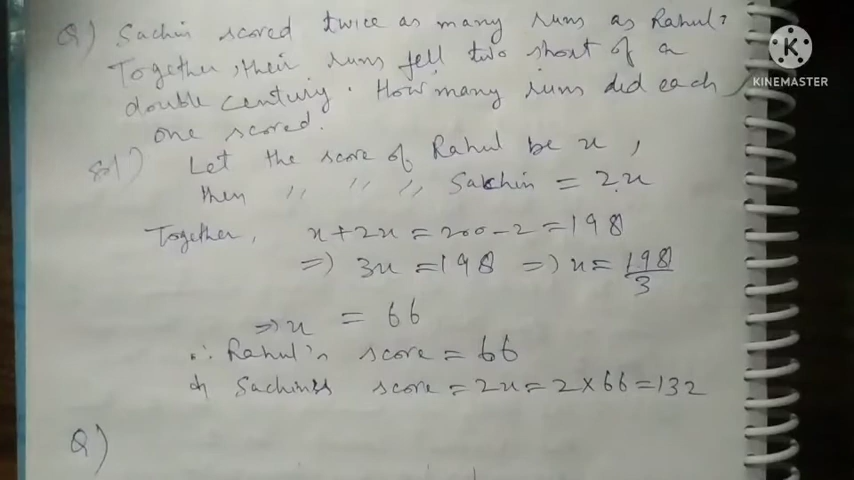 Q) Sachin scored twice as many runs as Rahul.
Together, their runs fell two short of a
double century. How many runs did each
one scored.
Sol) Let the score of Rahul be x,
then " " " Sachin = 2x
Together, x + 2x = 200 - 2 = 198
=> 3x = 198 => x = 198/3
=> x = 66
∴ Rahul's score = 66
& Sachin's score = 2x = 2 × 66 = 132
Q)
KINEMASTER